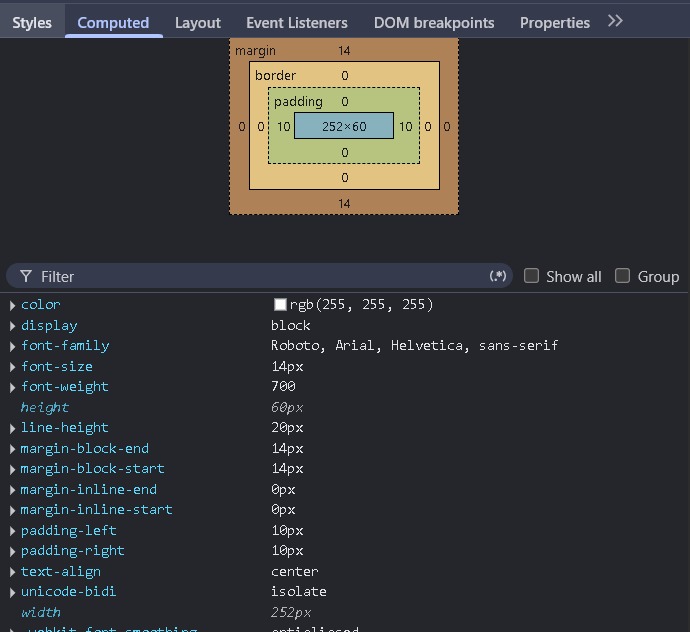 Styles Computed Layout Event Listeners DOM breakpoints Properties
margin 14
border 0
padding 0
0 0 10 252×60 10 0 0
0
0
14
Filter (.*) Show all Group
color rgb(255, 255, 255)
display block
font-family Roboto, Arial, Helvetica, sans-serif
font-size 14px
font-weight 700
height 60px
line-height 20px
margin-block-end 14px
margin-block-start 14px
margin-inline-end 0px
margin-inline-start 0px
padding-left 10px
padding-right 10px
text-align center
unicode-bidi isolate
width 252px
-webkit-font-smoothing antialiased